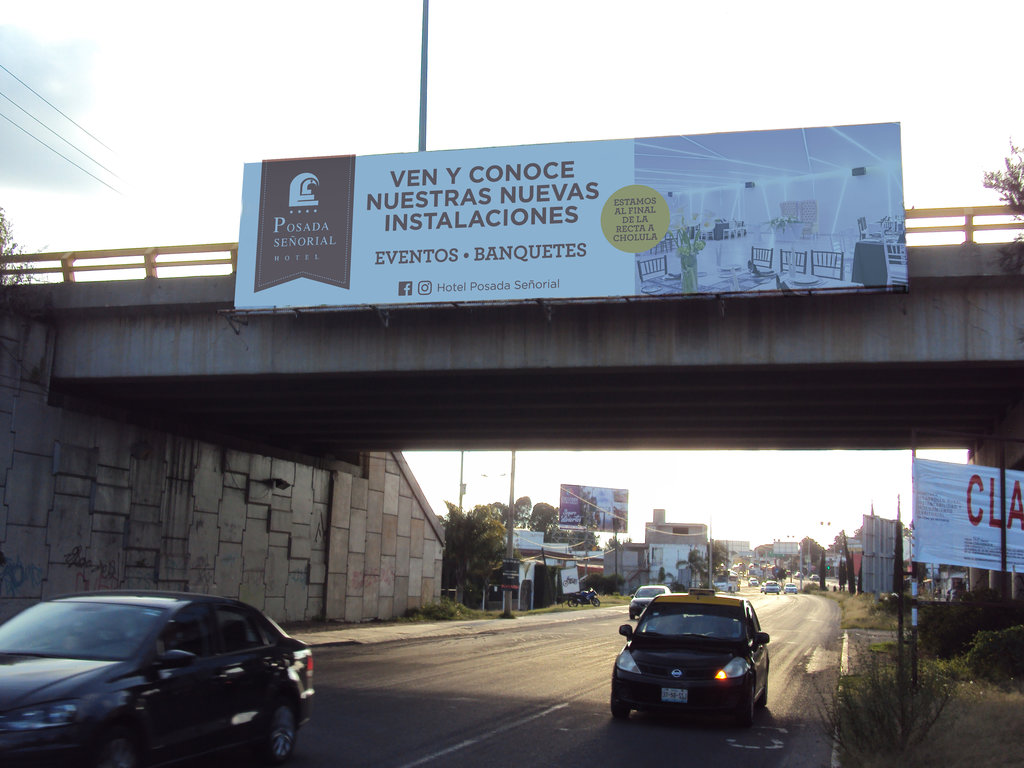 POSADA
SEÑORIAL
HOTEL
VEN Y CONOCE
NUESTRAS NUEVAS
INSTALACIONES
EVENTOS • BANQUETES
Hotel Posada Señorial
ESTAMOS
AL FINAL
DE LA
RECTA A
CHOLULA
CLA